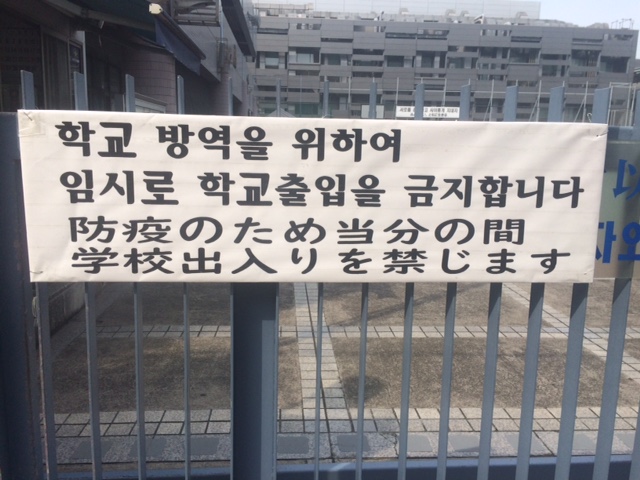 학교 방역을 위하여
임시로 학교출입을 금지합니다
防疫のため当分の間
学校出入りを禁じます